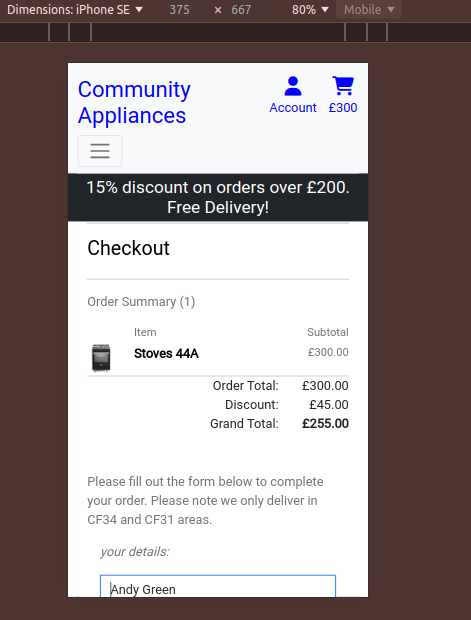 Dimensions: iPhone SE 375 × 667 80% Mobile
Community
Appliances
Account £300
15% discount on orders over £200.
Free Delivery!
Checkout
Order Summary (1)
Item Subtotal
Stoves 44A £300.00
Order Total: £300.00
Discount: £45.00
Grand Total: £255.00
Please fill out the form below to complete
your order. Please note we only deliver in
CF34 and CF31 areas.
your details:
Andy Green